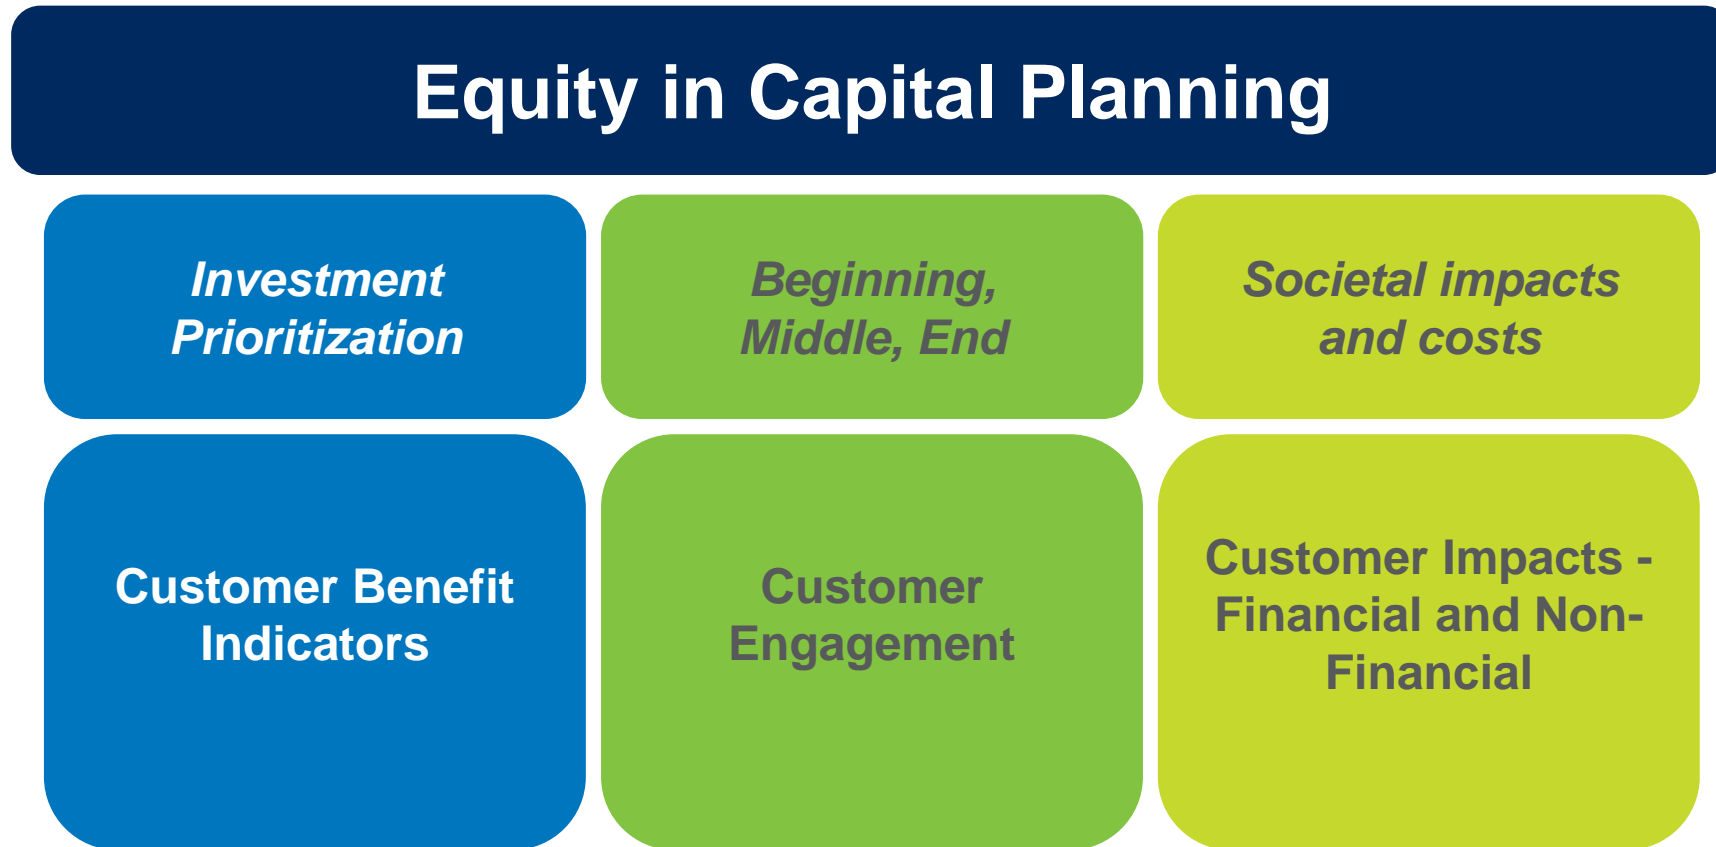 Equity in Capital Planning
Investment
Prioritization
Beginning,
Middle, End
Societal impacts
and costs
Customer Benefit
Indicators
Customer
Engagement
Customer Impacts -
Financial and Non-
Financial